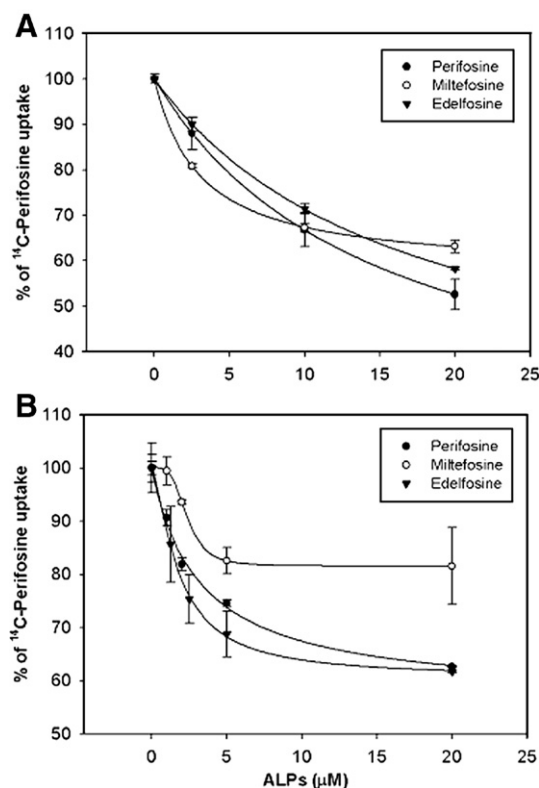 A
110
100
90
80
70
60
50
40
% of ¹⁴C-Perifosine uptake
Perifosine
Miltefosine
Edelfosine
0 5 10 15 20 25
B
110
100
90
80
70
60
50
% of ¹⁴C-Perifosine uptake
Perifosine
Miltefosine
Edelfosine
0 5 10 15 20 25
ALPs (μM)